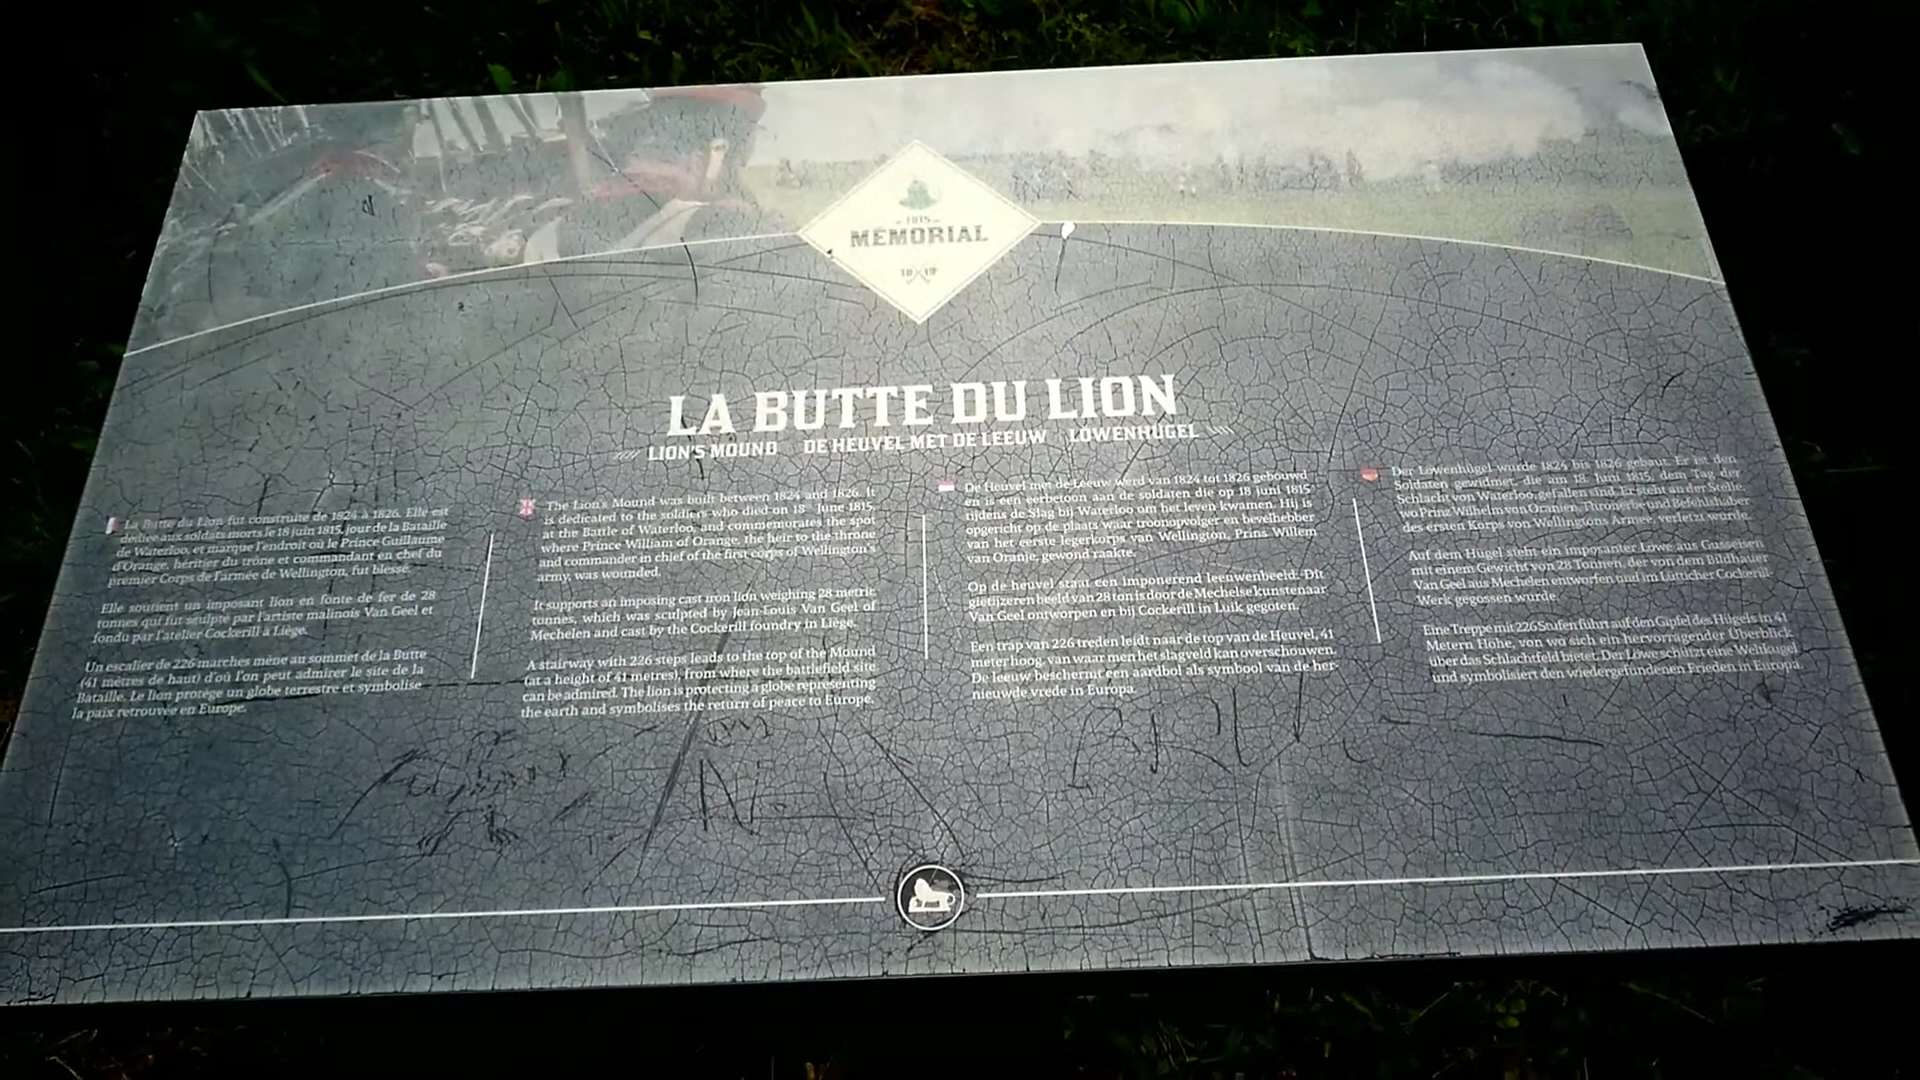 1815
MEMORIAL
18 15
LA BUTTE DU LION
LION'S MOUND DE HEUVEL MET DE LEEUW LÖWENHÜGEL
La Butte du Lion fut construite de 1824 à 1826. Elle est
dédiée aux soldats morts le 18 juin 1815, jour de la Bataille
de Waterloo, et marque l'endroit où le Prince Guillaume
d'Orange, héritier du trône et commandant en chef du
premier Corps de l'armée de Wellington, fut blessé.
Elle soutient un imposant lion en fonte de fer de 28
tonnes qui fut sculpté par l'artiste malinois Van Geel et
fondu par l'atelier Cockerill à Liège.
Un escalier de 226 marches mène au sommet de la Butte
(41 mètres de haut) d'où l'on peut admirer le site de la
Bataille. Le lion protège un globe terrestre et symbolise
la paix retrouvée en Europe.
The Lion's Mound was built between 1824 and 1826. It
is dedicated to the soldiers who died on 18 June 1815,
at the Battle of Waterloo, and commemorates the spot
where Prince William of Orange, the heir to the throne
and commander in chief of the first corps of Wellington's
army, was wounded.
It supports an imposing cast iron lion weighing 28 metric
tonnes, which was sculpted by Jean-Louis Van Geel of
Mechelen and cast by the Cockerill foundry in Liège.
A stairway with 226 steps leads to the top of the Mound
(at a height of 41 metres), from where the battlefield site
can be admired. The lion is protecting a globe representing
the earth and symbolises the return of peace to Europe.
De Heuvel met de Leeuw werd van 1824 tot 1826 gebouwd
en is een eerbetoon aan de soldaten die op 18 juni 1815
tijdens de Slag bij Waterloo om het leven kwamen. Hij is
opgericht op de plaats waar troonopvolger en bevelhebber
van het eerste legerkorps van Wellington, Prins Willem
van Oranje, gewond raakte.
Op de heuvel staat een imponerend leeuwenbeeld. Dit
gietijzeren beeld van 28 ton is door de Mechelse kunstenaar
Van Geel ontworpen en bij Cockerill in Luik gegoten.
Een trap van 226 treden leidt naar de top van de Heuvel, 41
meter hoog, van waar men het slagveld kan overschouwen.
De leeuw beschermt een aardbol als symbool van de her-
nieuwde vrede in Europa.
Der Löwenhügel wurde 1824 bis 1826 gebaut. Er ist den
Soldaten gewidmet, die am 18. Juni 1815, dem Tag der
Schlacht von Waterloo, gefallen sind. Er steht an der Stelle,
wo Prinz Wilhelm von Oranien, Thronerbe und Befehlshaber
des ersten Korps von Wellingtons Armee, verletzt wurde.
Auf dem Hügel steht ein imposanter Löwe aus Gusseisen
mit einem Gewicht von 28 Tonnen, der von dem Bildhauer
Van Geel aus Mechelen entworfen und im Lütticher Cockerill-
Werk gegossen wurde.
Eine Treppe mit 226 Stufen führt auf den Gipfel des Hügels in 41
Metern Höhe, von wo sich ein hervorragender Überblick
über das Schlachtfeld bietet. Der Löwe schützt eine Weltkugel
und symbolisiert den wiedergefundenen Frieden in Europa.